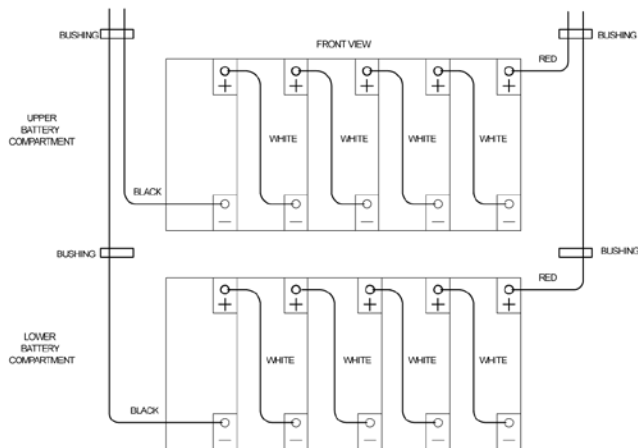 BUSHING
BUSHING
FRONT VIEW
RED
+ + + + +
UPPER
BATTERY
COMPARTMENT
WHITE WHITE WHITE WHITE
BLACK
- - - - -
BUSHING
BUSHING
RED
+ + + + +
LOWER
BATTERY
COMPARTMENT
WHITE WHITE WHITE WHITE
BLACK
- - - - -